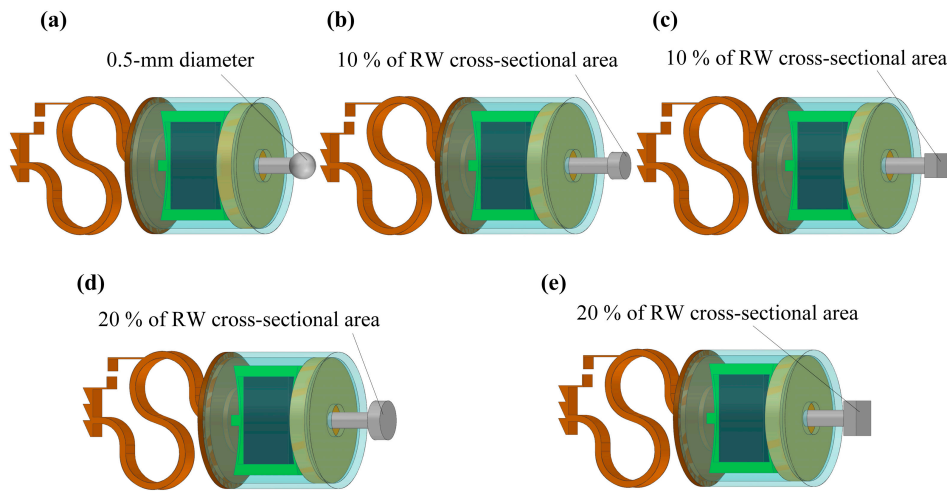 (a)
(b)
(c)
0.5-mm diameter
10 % of RW cross-sectional area
10 % of RW cross-sectional area
(d)
(e)
20 % of RW cross-sectional area
20 % of RW cross-sectional area